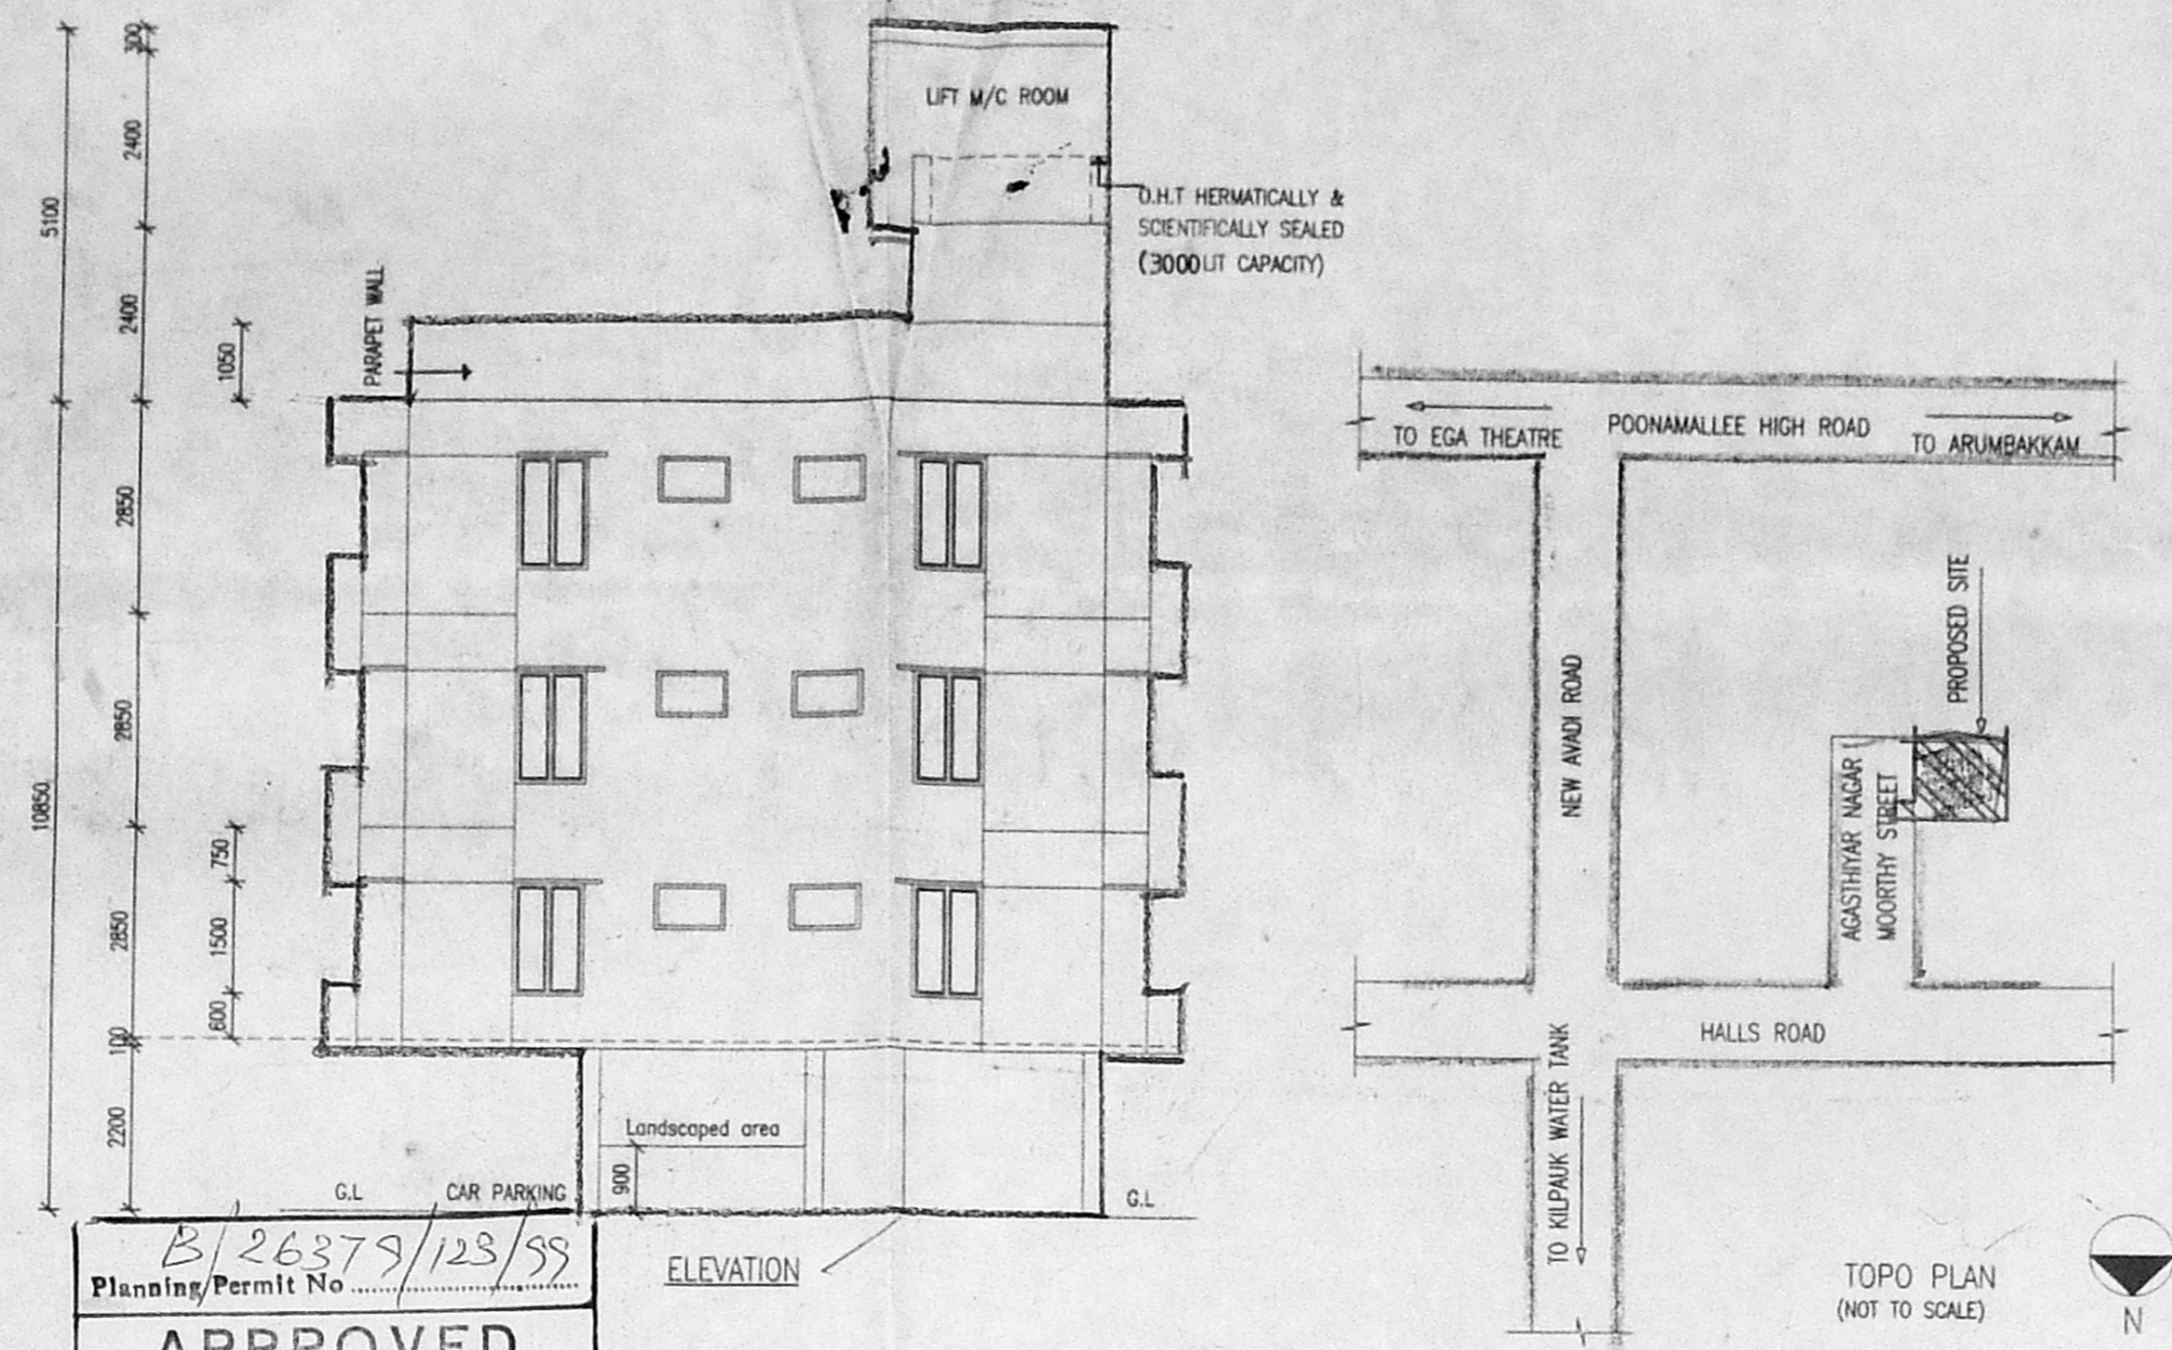 300
2400
5100
2400
1050
2850
2850
10850
750
2850
1500
600
100
2200
LIFT M/C ROOM
O.H.T HERMATICALLY &
SCIENTIFICALLY SEALED
(3000 LIT CAPACITY)
PARAPET WALL
Landscaped area
900
G.L
CAR PARKING
G.L
ELEVATION
B/26379/123/99
Planning Permit No
APPROVED
TO EGA THEATRE
POONAMALLEE HIGH ROAD
TO ARUMBAKKAM
NEW AVADI ROAD
PROPOSED SITE
AGASTHIYAR NAGAR
MOORTHY STREET
HALLS ROAD
TO KILPAUK WATER TANK
TOPO PLAN
(NOT TO SCALE)
N